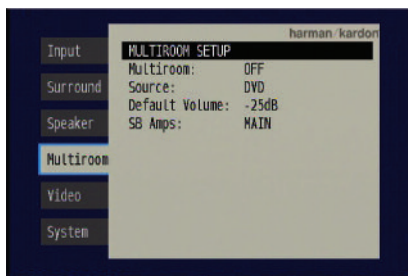 harman/kardon
Input
Surround
Speaker
Multiroom
Video
System
MULTIROOM SETUP
Multiroom: OFF
Source: DVD
Default Volume: -25dB
SB Amps: MAIN